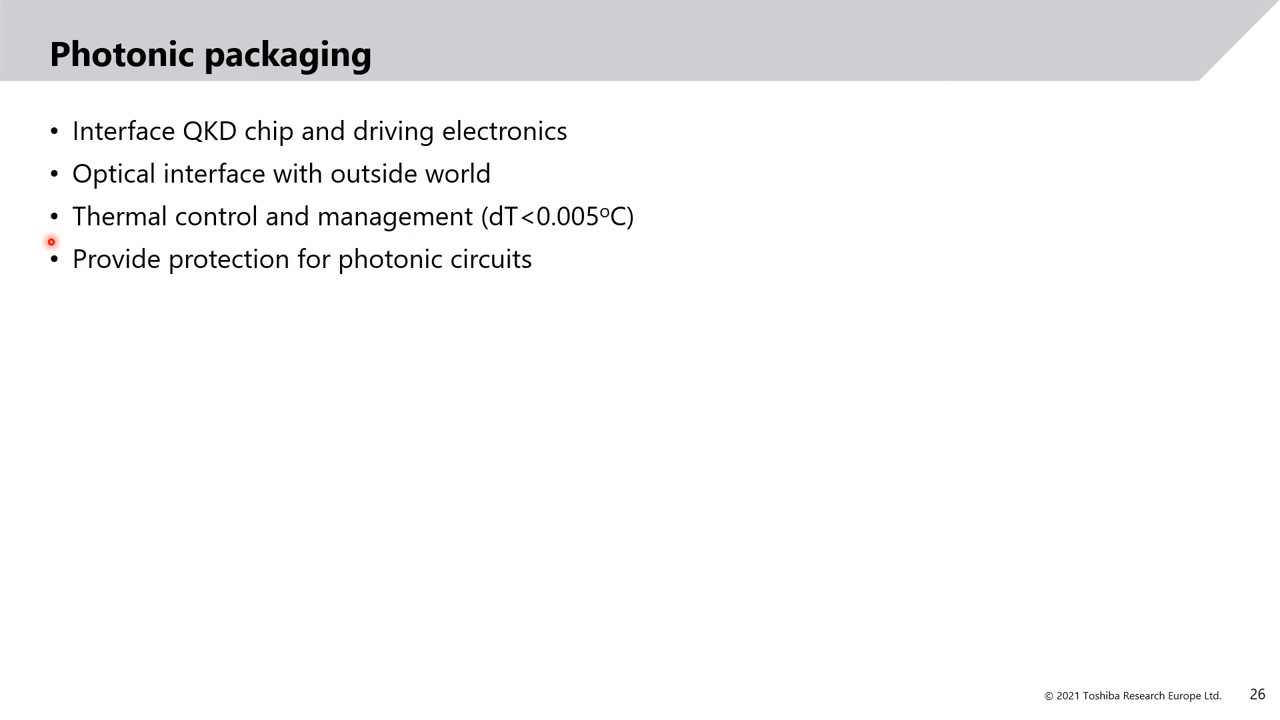 Photonic packaging
• Interface QKD chip and driving electronics
• Optical interface with outside world
• Thermal control and management (dT<0.005ºC)
• Provide protection for photonic circuits
© 2021 Toshiba Research Europe Ltd. 26